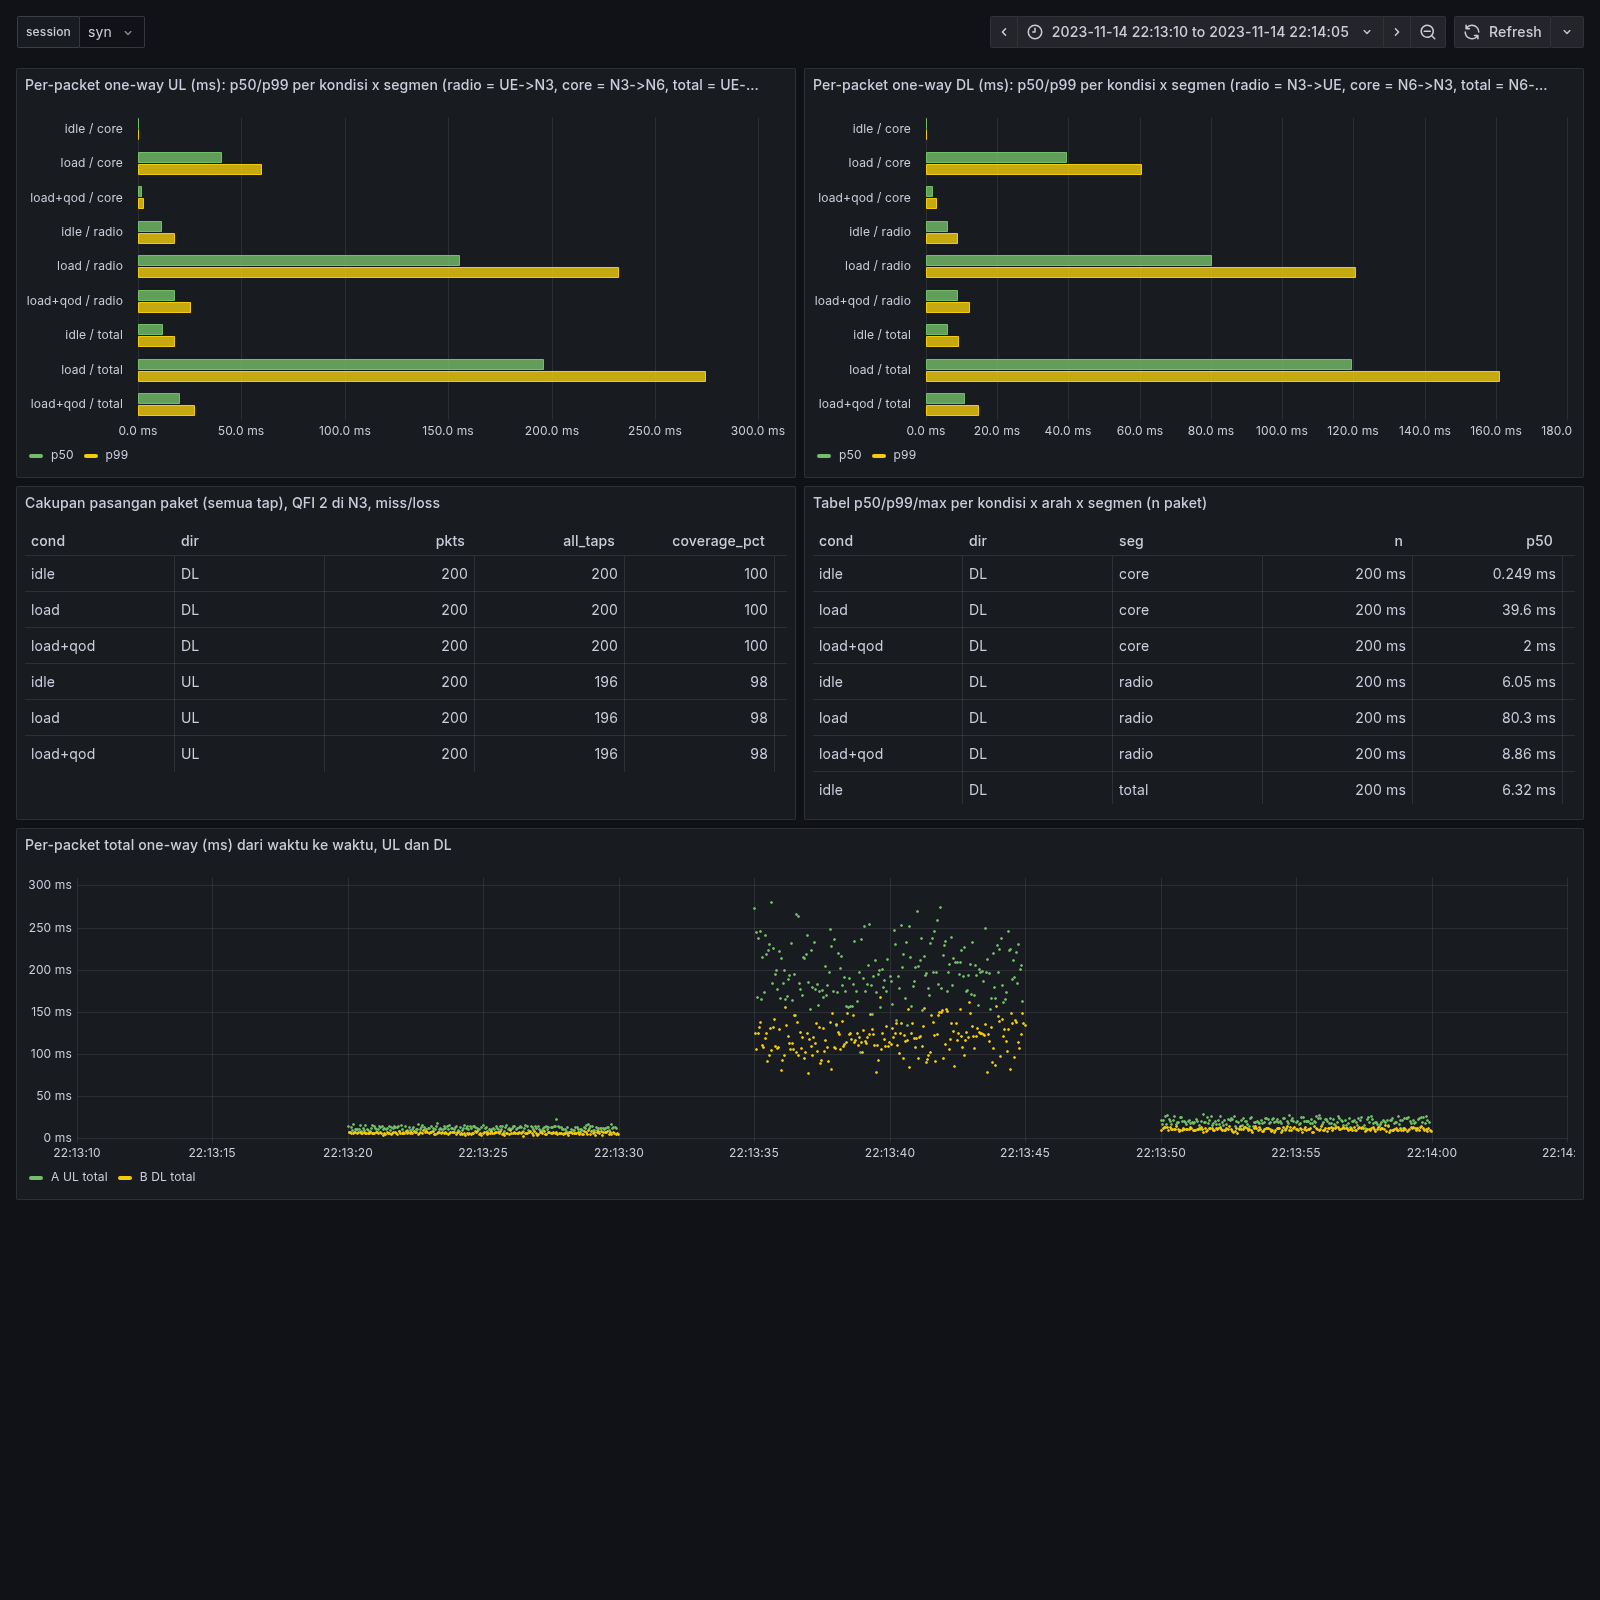 session syn 2023-11-14 22:13:10 to 2023-11-14 22:14:05 Refresh
Per-packet one-way UL (ms): p50/p99 per kondisi x segmen (radio = UE->N3, core = N3->N6, total = UE-...
idle / core
load / core
load+qod / core
idle / radio
load / radio
load+qod / radio
idle / total
load / total
load+qod / total
0.0 ms 50.0 ms 100.0 ms 150.0 ms 200.0 ms 250.0 ms 300.0 ms
p50 p99
Per-packet one-way DL (ms): p50/p99 per kondisi x segmen (radio = N3->UE, core = N6->N3, total = N6-...
idle / core
load / core
load+qod / core
idle / radio
load / radio
load+qod / radio
idle / total
load / total
load+qod / total
0.0 ms 20.0 ms 40.0 ms 60.0 ms 80.0 ms 100.0 ms 120.0 ms 140.0 ms 160.0 ms 180.0
p50 p99
Cakupan pasangan paket (semua tap), QFI 2 di N3, miss/loss
cond dir pkts all_taps coverage_pct
idle DL 200 200 100
load DL 200 200 100
load+qod DL 200 200 100
idle UL 200 196 98
load UL 200 196 98
load+qod UL 200 196 98
Tabel p50/p99/max per kondisi x arah x segmen (n paket)
cond dir seg n p50
idle DL core 200 ms 0.249 ms
load DL core 200 ms 39.6 ms
load+qod DL core 200 ms 2 ms
idle DL radio 200 ms 6.05 ms
load DL radio 200 ms 80.3 ms
load+qod DL radio 200 ms 8.86 ms
idle DL total 200 ms 6.32 ms
Per-packet total one-way (ms) dari waktu ke waktu, UL dan DL
300 ms
250 ms
200 ms
150 ms
100 ms
50 ms
0 ms
22:13:10 22:13:15 22:13:20 22:13:25 22:13:30 22:13:35 22:13:40 22:13:45 22:13:50 22:13:55 22:14:00 22:14:
A UL total B DL total